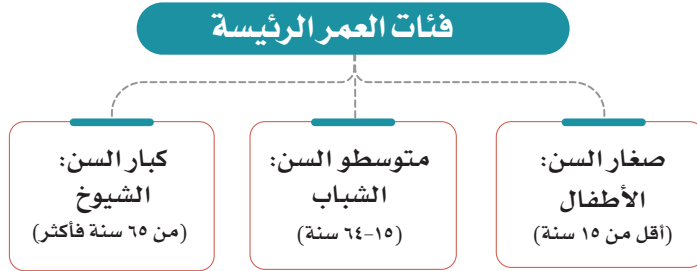 فئات العمر الرئيسة
صغار السن:
الأطفال
(أقل من ١٥ سنة)
متوسطو السن:
الشباب
(١٥-٦٤ سنة)
كبار السن:
الشيوخ
(من ٦٥ سنة فأكثر)